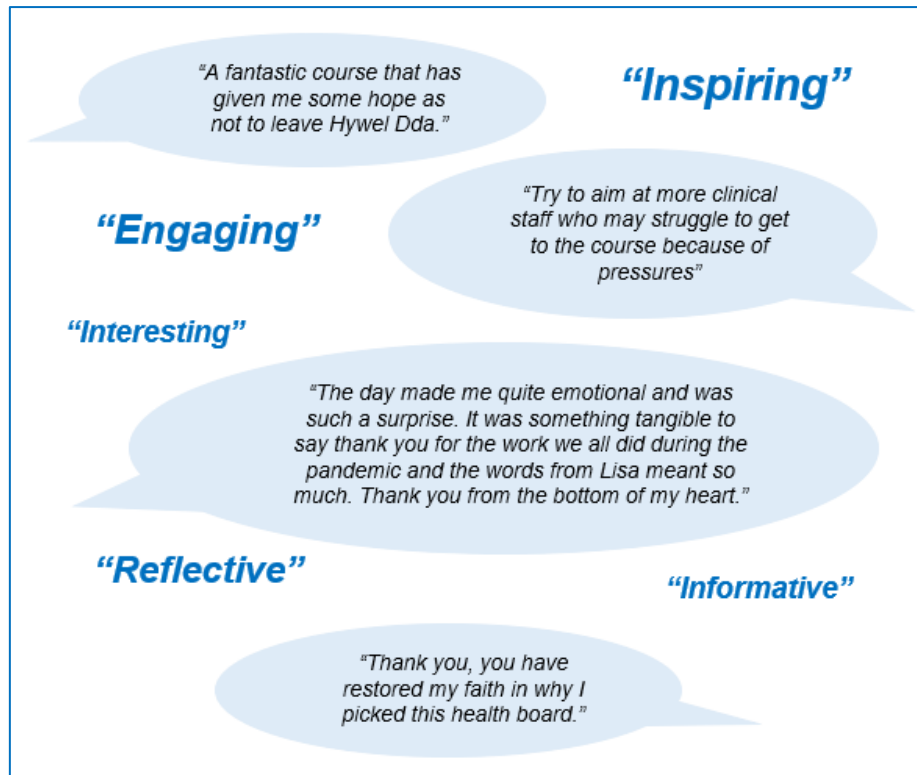 “A fantastic course that has
given me some hope as
not to leave Hywel Dda.”
“Inspiring”
“Try to aim at more clinical
staff who may struggle to get
to the course because of
pressures”
“Engaging”
“Interesting”
“The day made me quite emotional and was
such a surprise. It was something tangible to
say thank you for the work we all did during the
pandemic and the words from Lisa meant so
much. Thank you from the bottom of my heart.”
“Reflective”
“Informative”
“Thank you, you have
restored my faith in why I
picked this health board.”